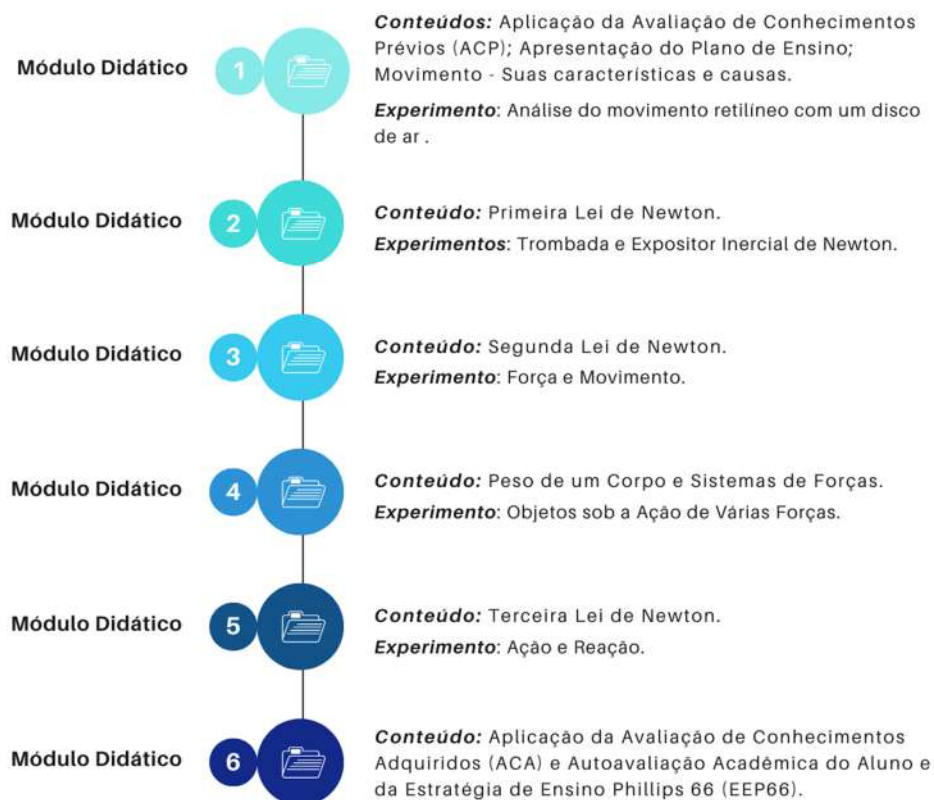 Módulo Didático
1
Conteúdos: Aplicação da Avaliação de Conhecimentos
Prévios (ACP); Apresentação do Plano de Ensino;
Movimento - Suas características e causas.
Experimento: Análise do movimento retilíneo com um disco
de ar .
Módulo Didático
2
Conteúdo: Primeira Lei de Newton.
Experimentos: Trombada e Expositor Inercial de Newton.
Módulo Didático
3
Conteúdo: Segunda Lei de Newton.
Experimento: Força e Movimento.
Módulo Didático
4
Conteúdo: Peso de um Corpo e Sistemas de Forças.
Experimento: Objetos sob a Ação de Várias Forças.
Módulo Didático
5
Conteúdo: Terceira Lei de Newton.
Experimento: Ação e Reação.
Módulo Didático
6
Conteúdo: Aplicação da Avaliação de Conhecimentos
Adquiridos (ACA) e Autoavaliação Acadêmica do Aluno e
da Estratégia de Ensino Phillips 66 (EEP66).